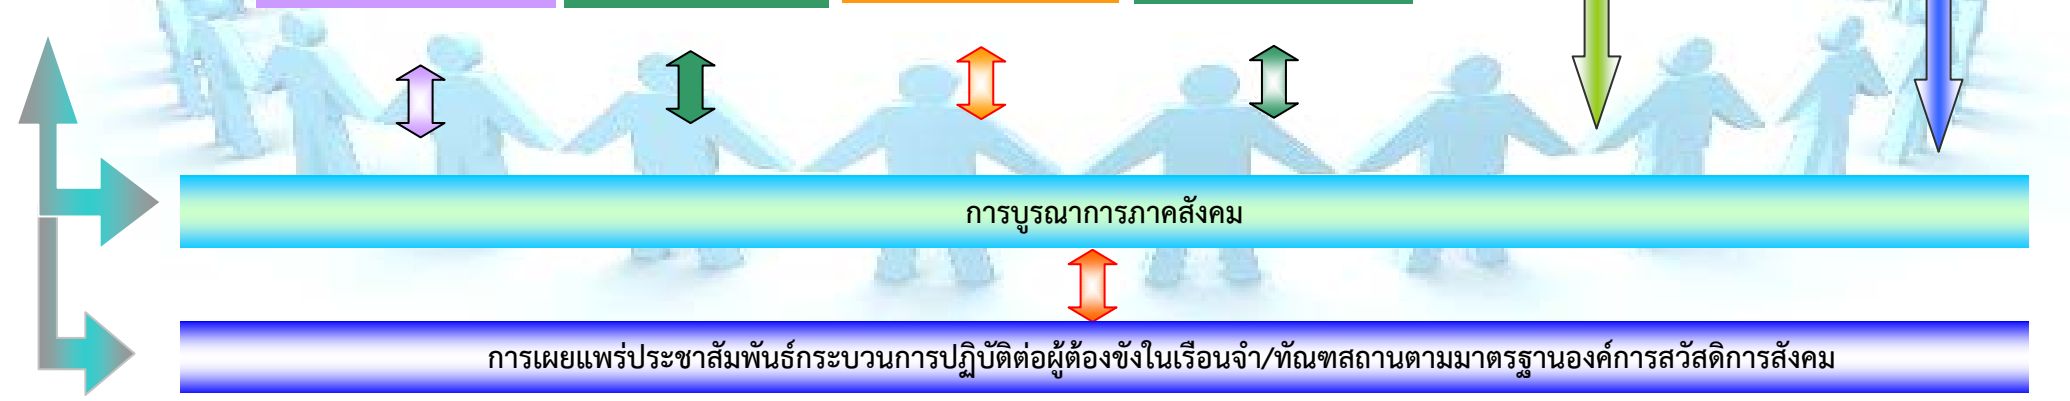 การบูรณาการภาคสังคม
การเผยแพร่ประชาสัมพันธ์กระบวนการปฏิบัติต่อผู้ต้องขังในเรือนจำ/ทัณฑสถานตามมาตรฐานองค์การสวัสดิการสังคม